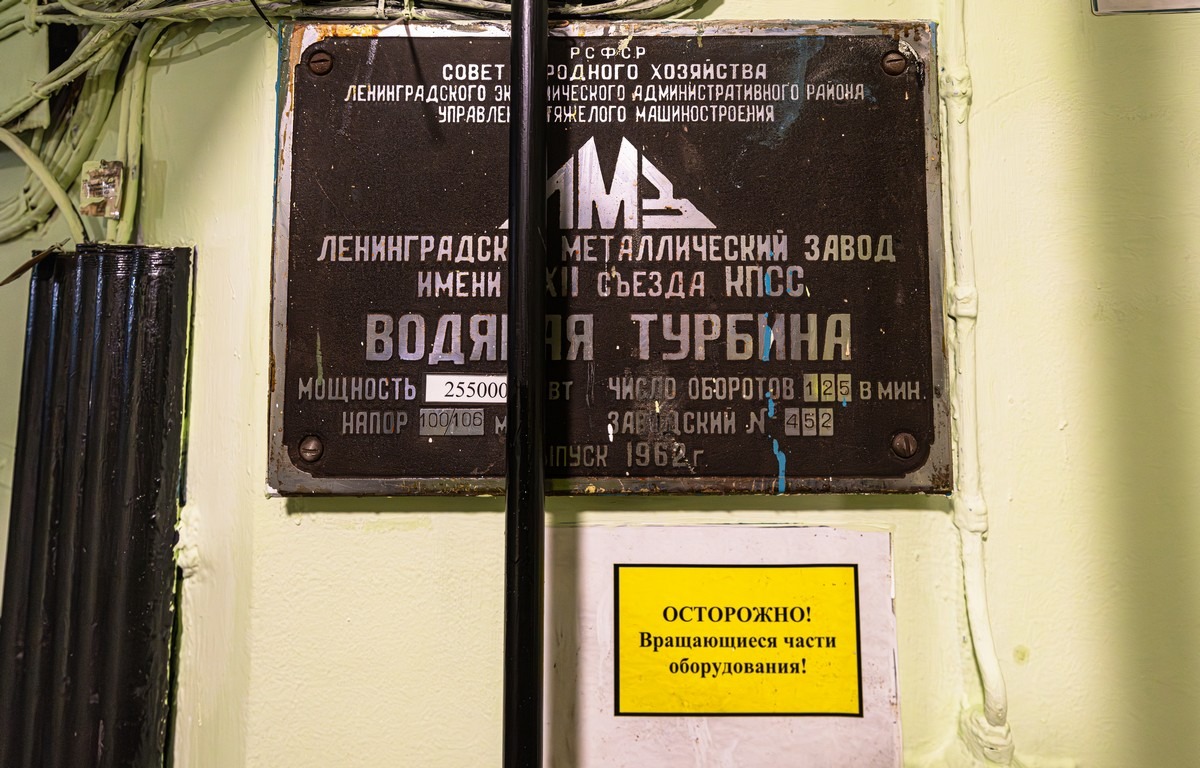 РСФСР
СОВЕТ НАРОДНОГО ХОЗЯЙСТВА
ЛЕНИНГРАДСКОГО ЭКОНОМИЧЕСКОГО АДМИНИСТРАТИВНОГО РАЙОНА
УПРАВЛЕНИЕ ТЯЖЕЛОГО МАШИНОСТРОЕНИЯ
ЛМЗ
ЛЕНИНГРАДСКИЙ МЕТАЛЛИЧЕСКИЙ ЗАВОД
ИМЕНИ XXII СЪЕЗДА КПСС
ВОДЯНАЯ ТУРБИНА
МОЩНОСТЬ 255000 ВТ ЧИСЛО ОБОРОТОВ 125 В МИН.
НАПОР 100/106 М ЗАВОДСКИЙ № 452
ВЫПУСК 1962 г.
ОСТОРОЖНО!
Вращающиеся части
оборудования!